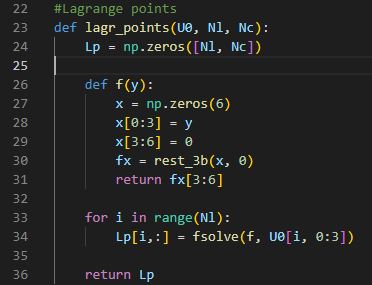 22 #Lagrange points
23 def lagr_points(U0, Nl, Nc):
24     Lp = np.zeros([Nl, Nc])
25
26     def f(y):
27         x = np.zeros(6)
28         x[0:3] = y
29         x[3:6] = 0
30         fx = rest_3b(x, 0)
31         return fx[3:6]
32
33     for i in range(Nl):
34         Lp[i,:] = fsolve(f, U0[i, 0:3])
35
36     return Lp